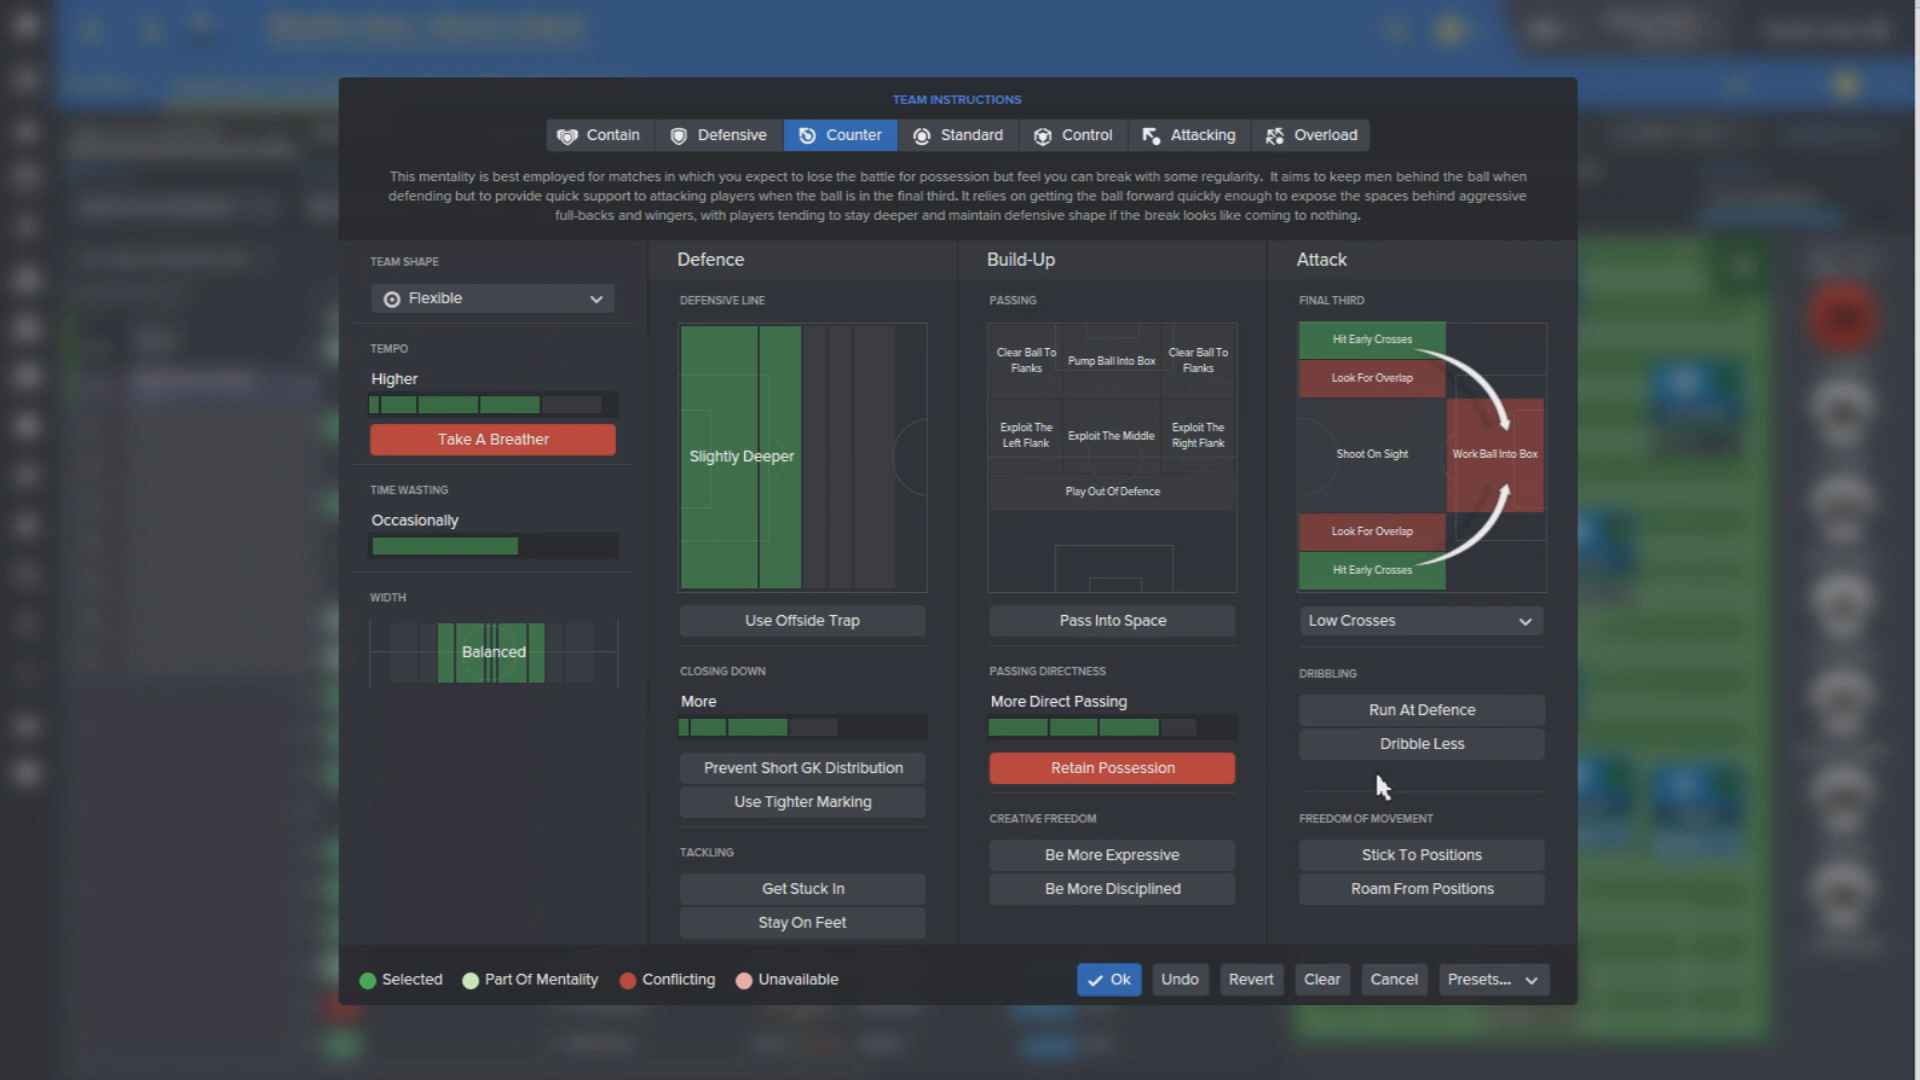 TEAM INSTRUCTIONS
Contain
Defensive
Counter
Standard
Control
Attacking
Overload
This mentality is best employed for matches in which you expect to lose the battle for possession but feel you can break with some regularity. It aims to keep men behind the ball when
defending but to provide quick support to attacking players when the ball is in the final third. It relies on getting the ball forward quickly enough to expose the spaces behind aggressive
full-backs and wingers, with players tending to stay deeper and maintain defensive shape if the break looks like coming to nothing.
TEAM SHAPE
Flexible
TEMPO
Higher
Take A Breather
TIME WASTING
Occasionally
WIDTH
Balanced
Defence
DEFENSIVE LINE
Slightly Deeper
Use Offside Trap
CLOSING DOWN
More
Prevent Short GK Distribution
Use Tighter Marking
TACKLING
Get Stuck In
Stay On Feet
Build-Up
PASSING
Clear Ball To
Flanks
Pump Ball Into Box
Clear Ball To
Flanks
Exploit The
Left Flank
Exploit The Middle
Exploit The
Right Flank
Play Out Of Defence
Pass Into Space
PASSING DIRECTNESS
More Direct Passing
Retain Possession
CREATIVE FREEDOM
Be More Expressive
Be More Disciplined
Attack
FINAL THIRD
Hit Early Crosses
Look For Overlap
Shoot On Sight
Work Ball Into Box
Look For Overlap
Hit Early Crosses
Low Crosses
DRIBBLING
Run At Defence
Dribble Less
FREEDOM OF MOVEMENT
Stick To Positions
Roam From Positions
Selected
Part Of Mentality
Conflicting
Unavailable
Ok
Undo
Revert
Clear
Cancel
Presets...